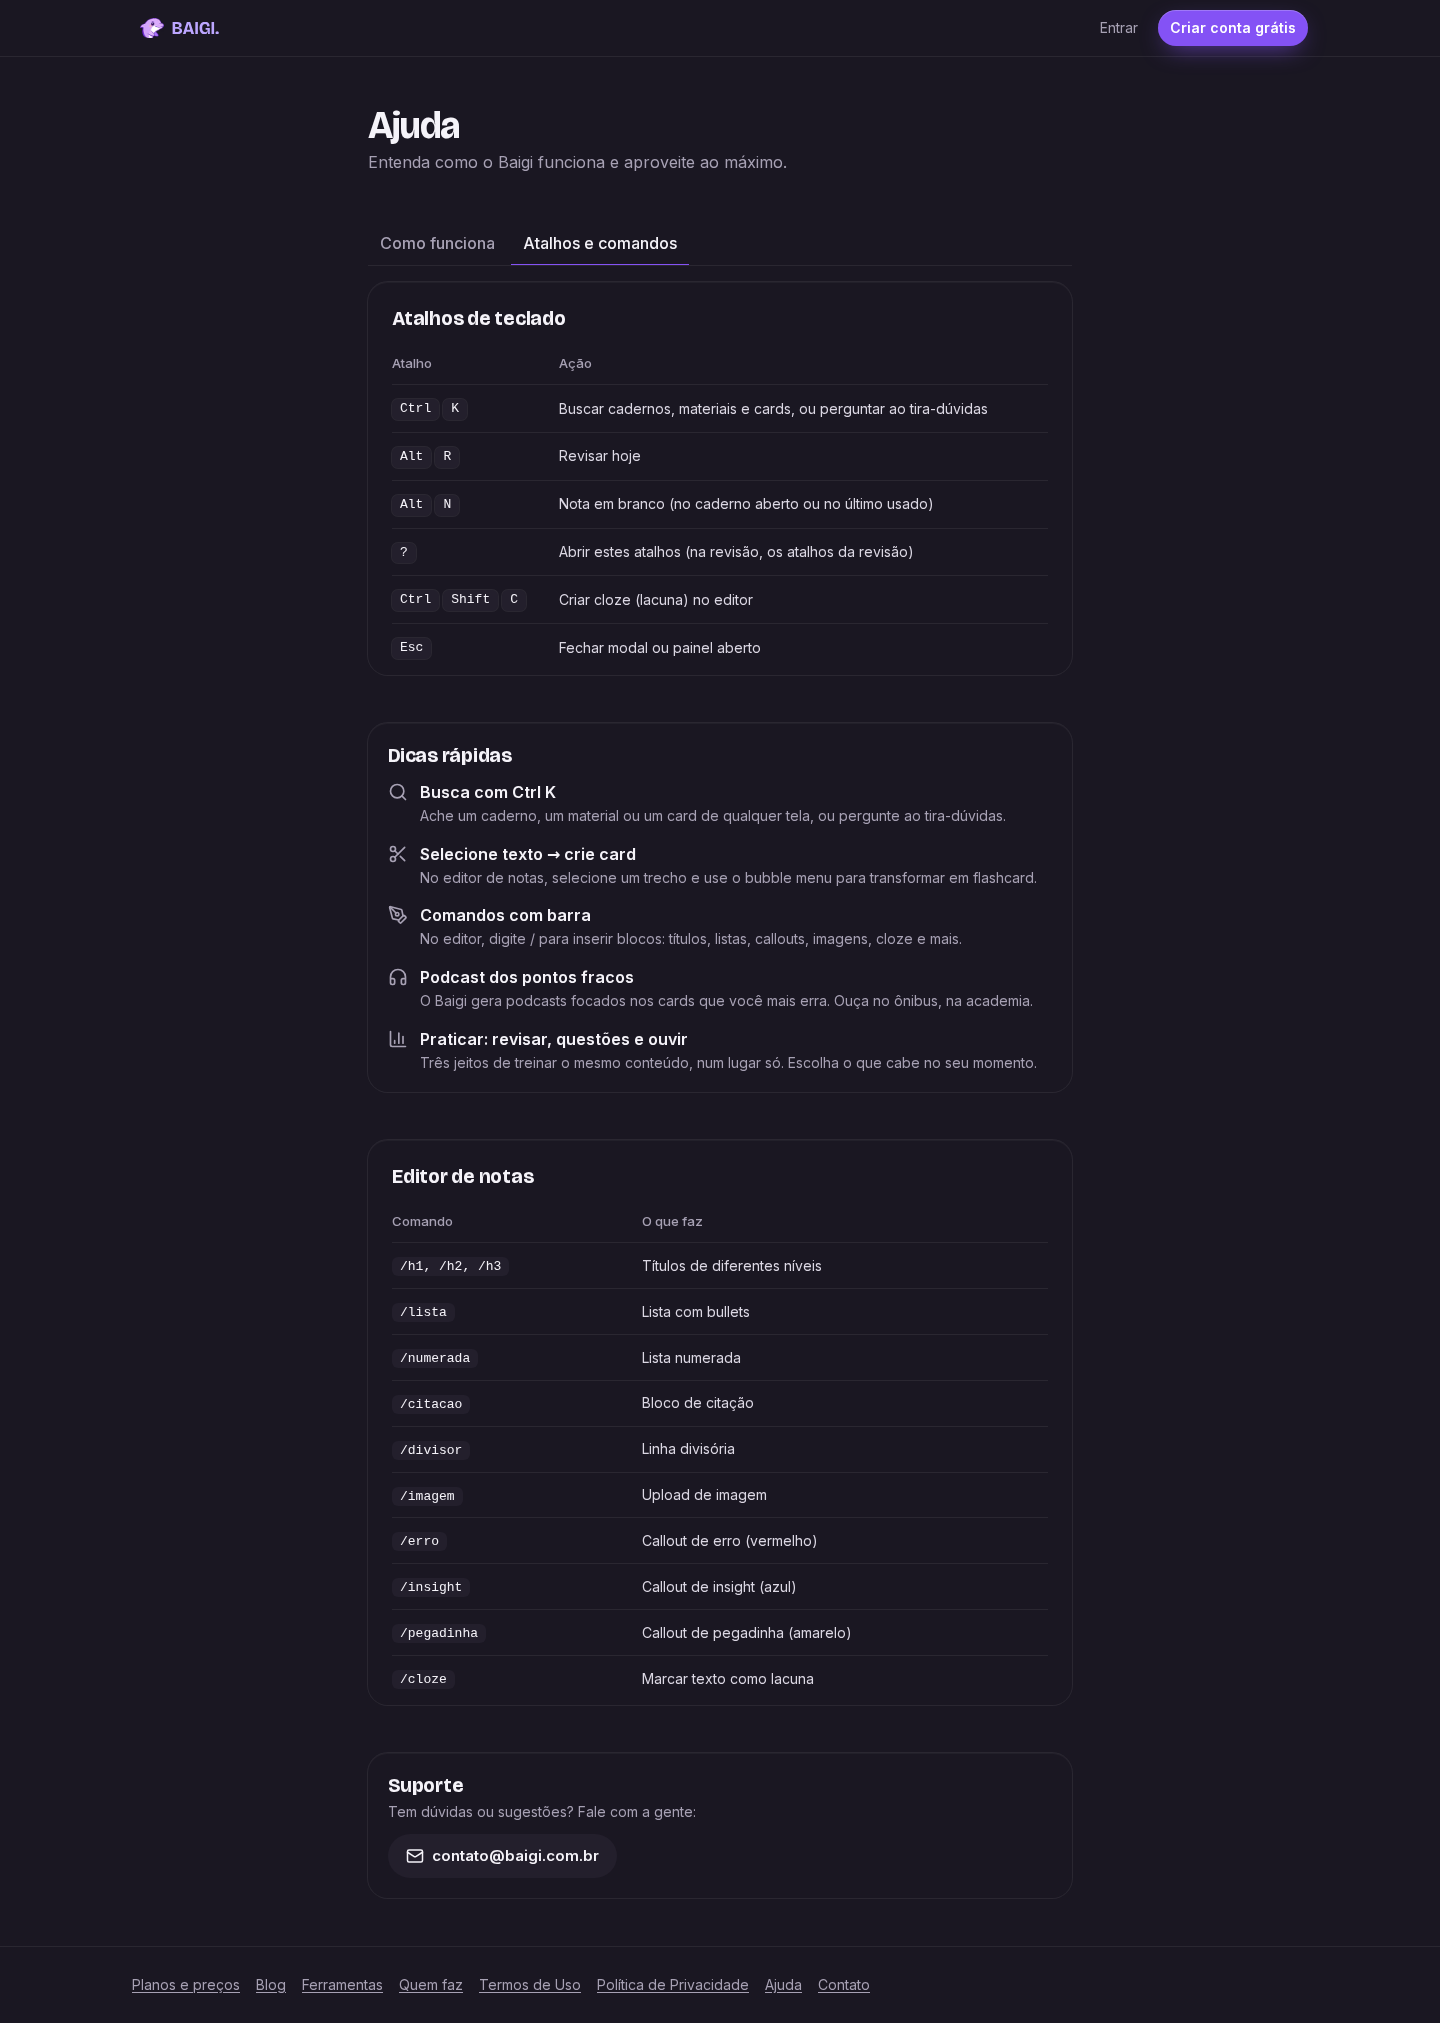 BAIGI.
Entrar
Criar conta grátis
Ajuda
Entenda como o Baigi funciona e aproveite ao máximo.
Como funciona
Atalhos e comandos
Atalhos de teclado
Atalho Ação
Ctrl K Buscar cadernos, materiais e cards, ou perguntar ao tira-dúvidas
Alt R Revisar hoje
Alt N Nota em branco (no caderno aberto ou no último usado)
? Abrir estes atalhos (na revisão, os atalhos da revisão)
Ctrl Shift C Criar cloze (lacuna) no editor
Esc Fechar modal ou painel aberto
Dicas rápidas
Busca com Ctrl K
Ache um caderno, um material ou um card de qualquer tela, ou pergunte ao tira-dúvidas.
Selecione texto → crie card
No editor de notas, selecione um trecho e use o bubble menu para transformar em flashcard.
Comandos com barra
No editor, digite / para inserir blocos: títulos, listas, callouts, imagens, cloze e mais.
Podcast dos pontos fracos
O Baigi gera podcasts focados nos cards que você mais erra. Ouça no ônibus, na academia.
Praticar: revisar, questões e ouvir
Três jeitos de treinar o mesmo conteúdo, num lugar só. Escolha o que cabe no seu momento.
Editor de notas
Comando O que faz
/h1, /h2, /h3 Títulos de diferentes níveis
/lista Lista com bullets
/numerada Lista numerada
/citacao Bloco de citação
/divisor Linha divisória
/imagem Upload de imagem
/erro Callout de erro (vermelho)
/insight Callout de insight (azul)
/pegadinha Callout de pegadinha (amarelo)
/cloze Marcar texto como lacuna
Suporte
Tem dúvidas ou sugestões? Fale com a gente:
contato@baigi.com.br
Planos e preços Blog Ferramentas Quem faz Termos de Uso Política de Privacidade Ajuda Contato